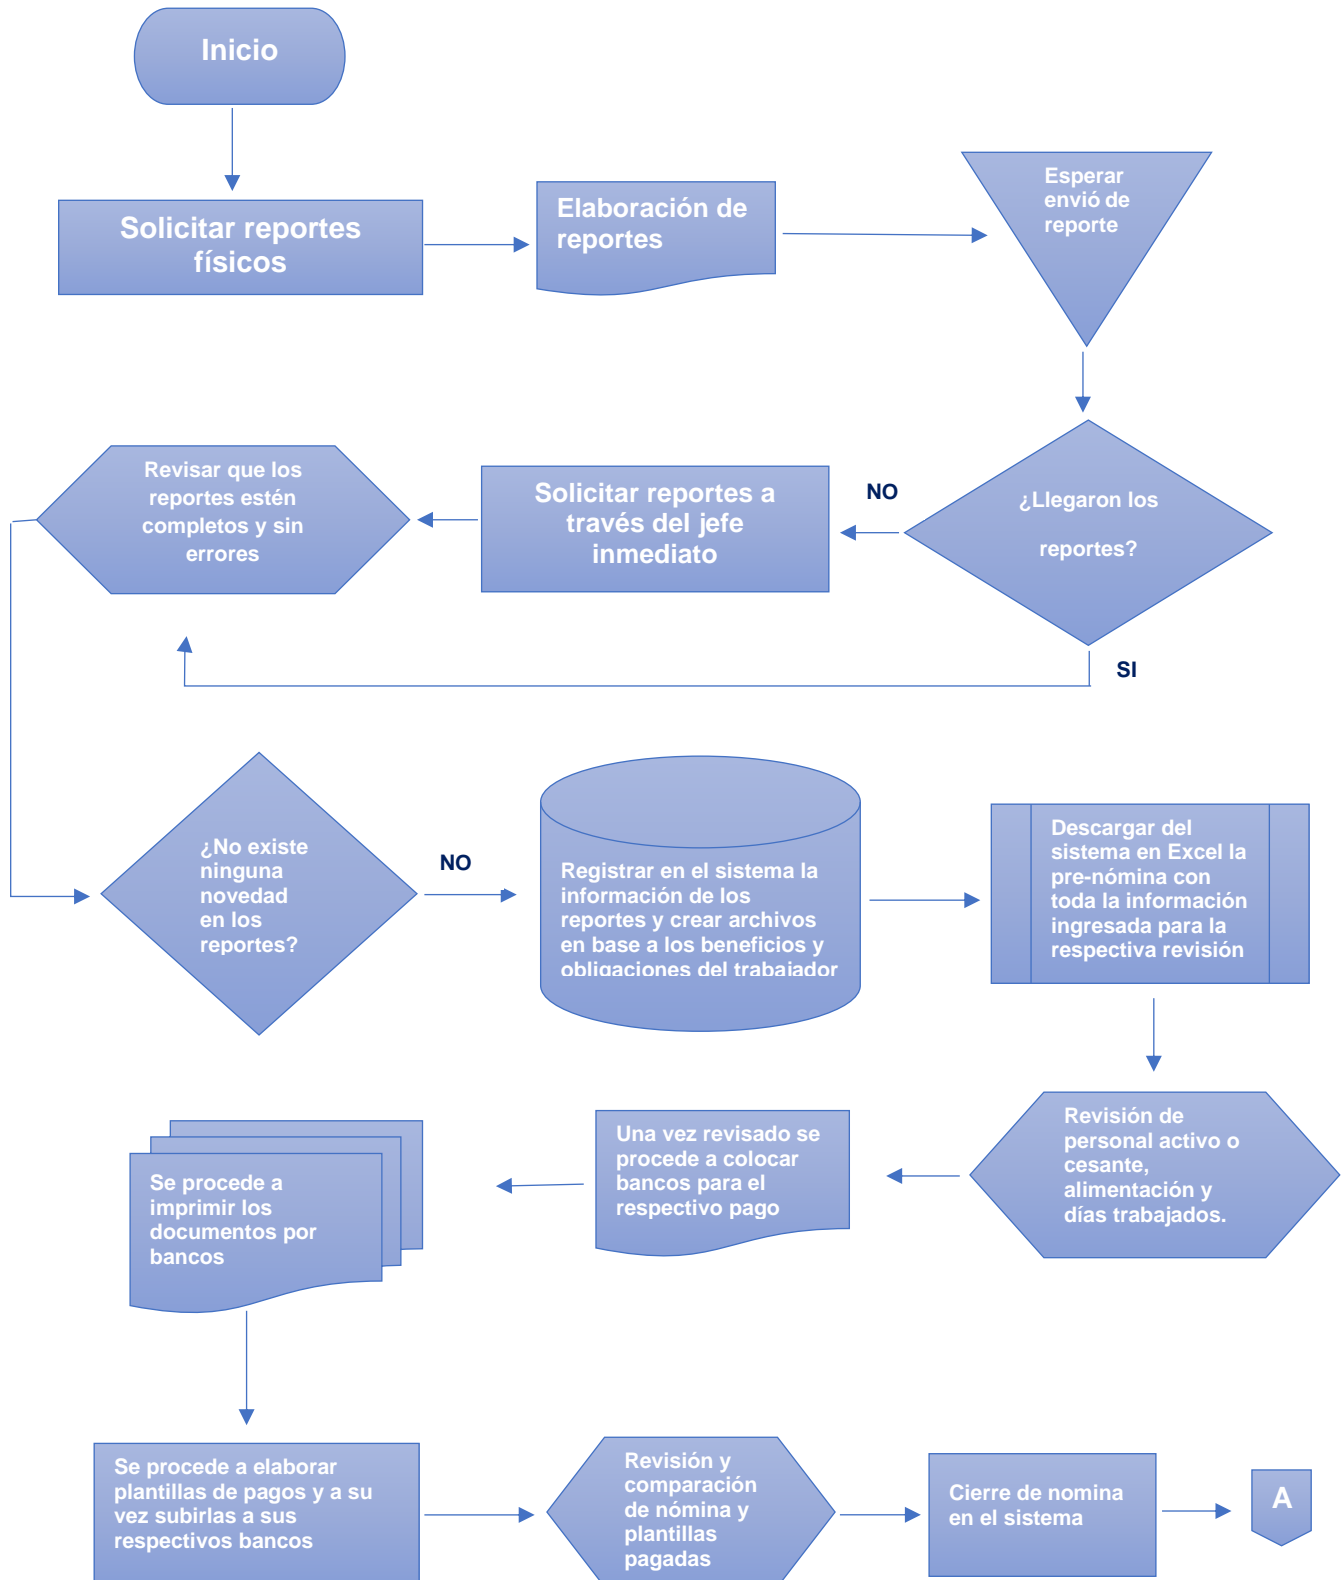 Inicio
Solicitar reportes
físicos
Elaboración de
reportes
Esperar
envió de
reporte
¿Llegaron los
reportes?
NO
SI
Solicitar reportes a
través del jefe
inmediato
Revisar que los
reportes estén
completos y sin
errores
¿No existe
ninguna
novedad
en los
reportes?
NO
Registrar en el sistema la
información de los
reportes y crear archivos
en base a los beneficios y
obligaciones del trabajador
Descargar del
sistema en Excel la
pre-nómina con
toda la información
ingresada para la
respectiva revisión
Revisión de
personal activo o
cesante,
alimentación y
días trabajados.
Una vez revisado se
procede a colocar
bancos para el
respectivo pago
Se procede a
imprimir los
documentos por
bancos
Se procede a elaborar
plantillas de pagos y a su
vez subirlas a sus
respectivos bancos
Revisión y
comparación
de nómina y
plantillas
pagadas
Cierre de nomina
en el sistema
A